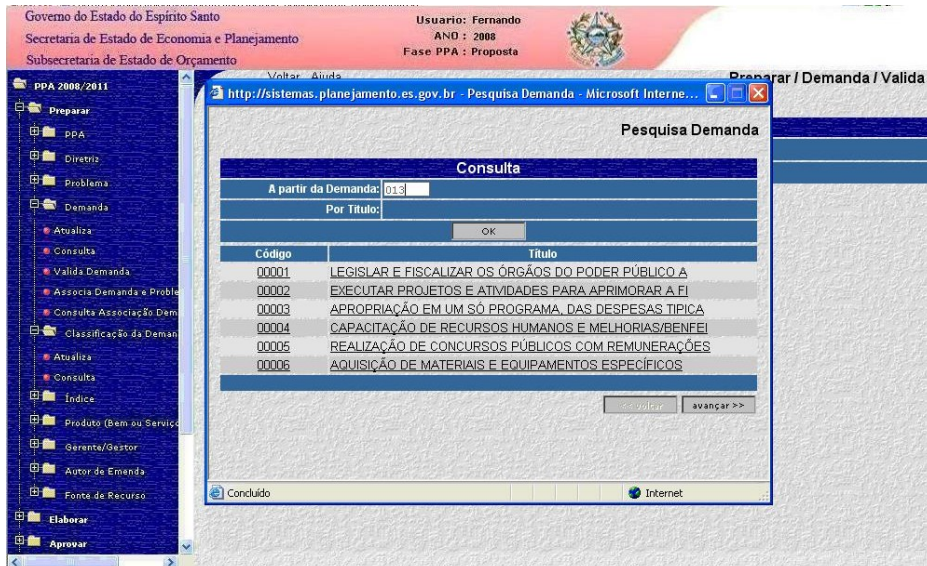 Governo do Estado do Espírito Santo
Secretaria de Estado de Economia e Planejamento
Subsecretaria de Estado de Orçamento
Usuario: Fernando
ANO : 2008
Fase PPA : Proposta
Voltar Ajuda
Preparar / Demanda / Valida
PPA 2008/2011
Preparar
PPA
Diretriz
Problema
Demanda
Atualiza
Consulta
Valida Demanda
Associa Demanda e Proble
Consulta Associação Dem
Classificação da Deman
Atualiza
Consulta
Índice
Produto (Bem ou Serviço
Gerente/Gestor
Autor de Emenda
Fonte de Recurso
Elaborar
Aprovar
http://sistemas.planejamento.es.gov.br - Pesquisa Demanda - Microsoft Interne...
Pesquisa Demanda
Consulta
A partir da Demanda: 013
Por Titulo:
OK
Código Título
00001 LEGISLAR E FISCALIZAR OS ÓRGÃOS DO PODER PÚBLICO A
00002 EXECUTAR PROJETOS E ATIVIDADES PARA APRIMORAR A FI
00003 APROPRIAÇÃO EM UM SÓ PROGRAMA, DAS DESPESAS TIPICA
00004 CAPACITAÇÃO DE RECURSOS HUMANOS E MELHORIAS/BENFEI
00005 REALIZAÇÃO DE CONCURSOS PÚBLICOS COM REMUNERAÇÕES
00006 AQUISIÇÃO DE MATERIAIS E EQUIPAMENTOS ESPECÍFICOS
<< voltar avançar >>
Concluído Internet